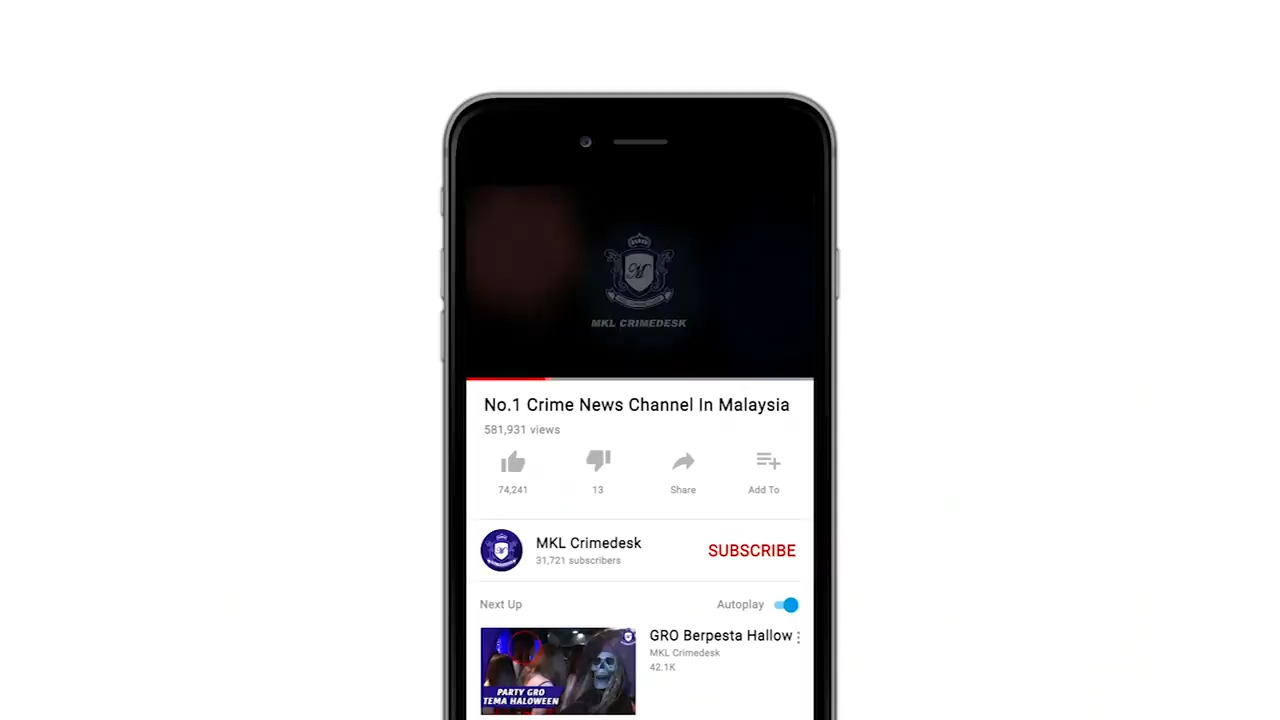 MKL CRIMEDESK
No.1 Crime News Channel In Malaysia
581,931 views
74,241
13
Share
Add To
MKL Crimedesk
31,721 subscribers
SUBSCRIBE
Next Up
Autoplay
GRO Berpesta Hallow
MKL Crimedesk
42.1K
PARTY GRO
TEMA HALOWEEN